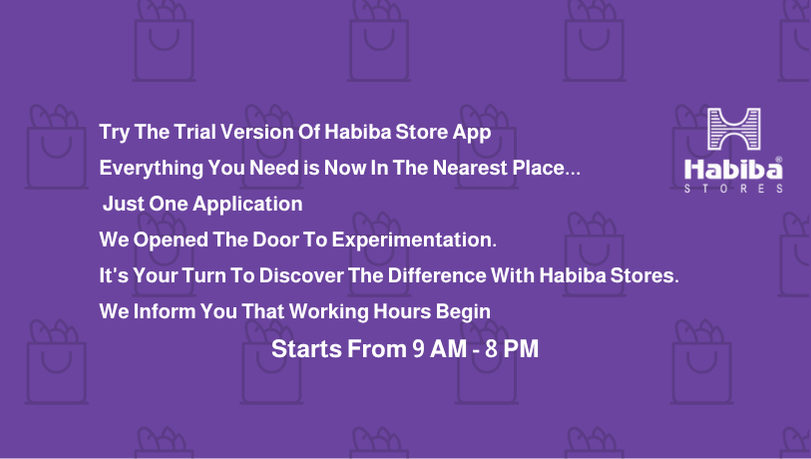 Try The Trial Version Of Habiba Store App
Everything You Need is Now In The Nearest Place...
Just One Application
We Opened The Door To Experimentation.
It's Your Turn To Discover The Difference With Habiba Stores.
We Inform You That Working Hours Begin
Starts From 9 AM - 8 PM
Habiba®
STORES